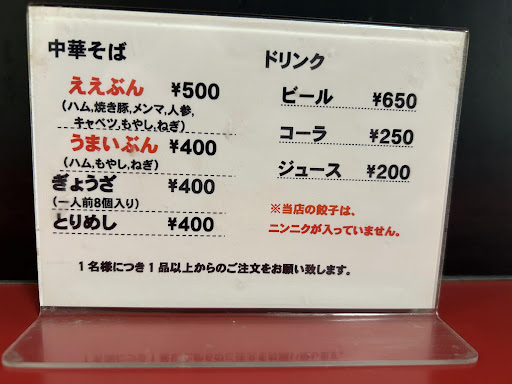 中華そば
ええぶん ¥500
(ハム,焼き豚,メンマ,人参,
キャベツ,もやし,ねぎ)
うまいぶん ¥400
(ハム,もやし,ねぎ)
ぎょうざ ¥400
(一人前8個入り)
とりめし ¥400
ドリンク
ビール ¥650
コーラ ¥250
ジュース ¥200
※当店の餃子は、
ニンニクが入っていません。
1名様につき1品以上からのご注文をお願い致します。